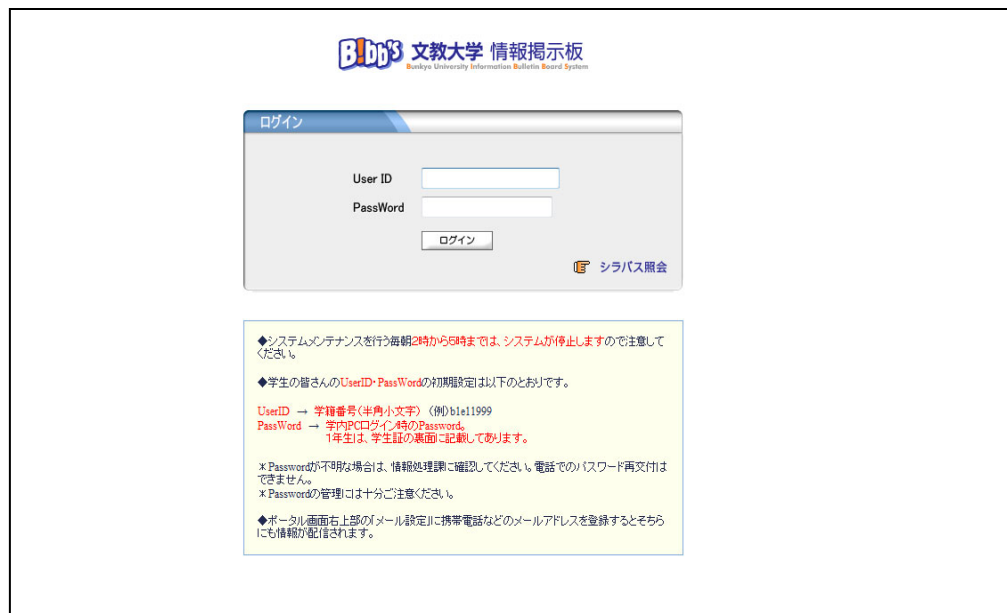 B!bb's 文教大学 情報掲示板
Bunkyo University Information Bulletin Board System
ログイン
User ID
PassWord
ログイン
シラバス照会
◆システムメンテナンスを行う毎朝2時から5時までは、システムが停止しますので注意して
ください。
◆学生の皆さんのUserID・PassWordの初期設定は以下のとおりです。
UserID → 学籍番号(半角小文字) (例)b1e11999
PassWord → 学内PCログイン時のPassword。
1年生は、学生証の裏面に記載してあります。
＊Passwordが不明な場合は、情報処理課に確認してください。電話でのパスワード再交付は
できません。
＊Passwordの管理には十分ご注意ください。
◆ポータル画面右上部の「メール設定」に携帯電話などのメールアドレスを登録するとそちら
にも情報が配信されます。